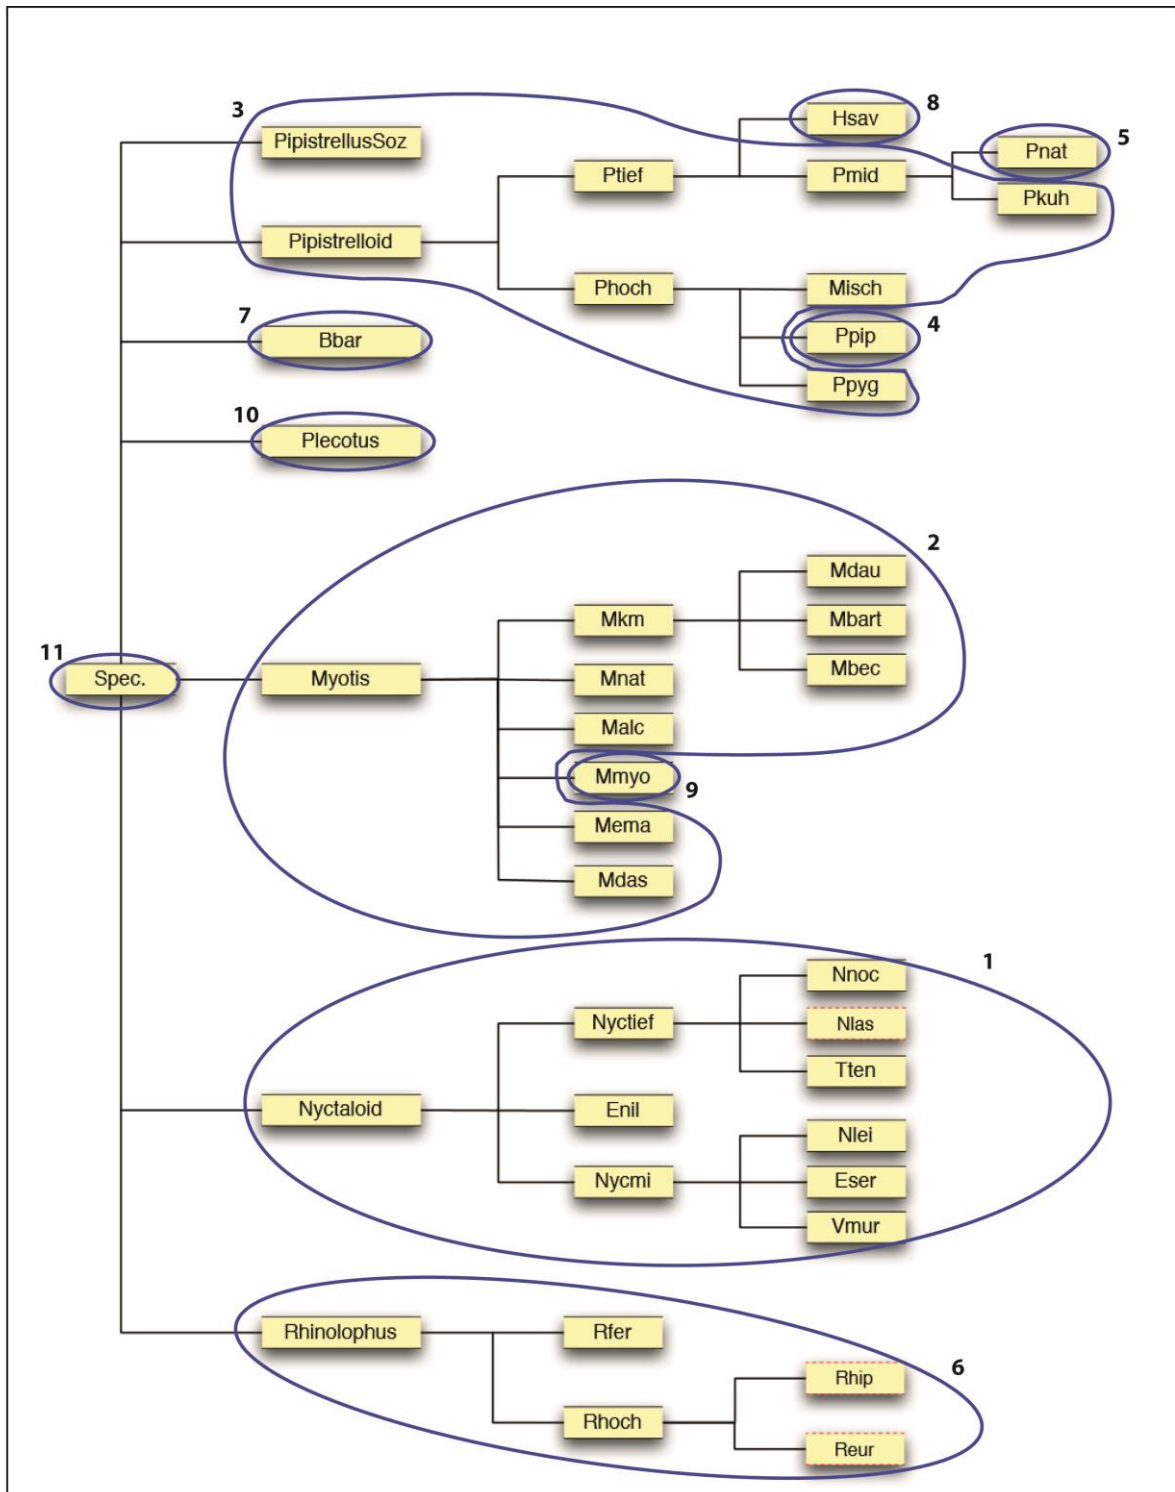 3
8
Hsav
5
PipistrellusSoz
Pnat
Ptief
Pmid
Pkuh
Pipistrelloid
Phoch
Misch
7
4
Bbar
Ppip
Ppyg
10
Plecotus
2
Mdau
Mkm
Mbart
11
Spec.
Myotis
Mnat
Mbec
Malc
Mmyo
9
Mema
Mdas
1
Nnoc
Nyctief
Nlas
Tten
Nyctaloid
Enil
Nlei
Nycmi
Eser
Vmur
Rhinolophus
Rfer
6
Rhip
Rhoch
Reur